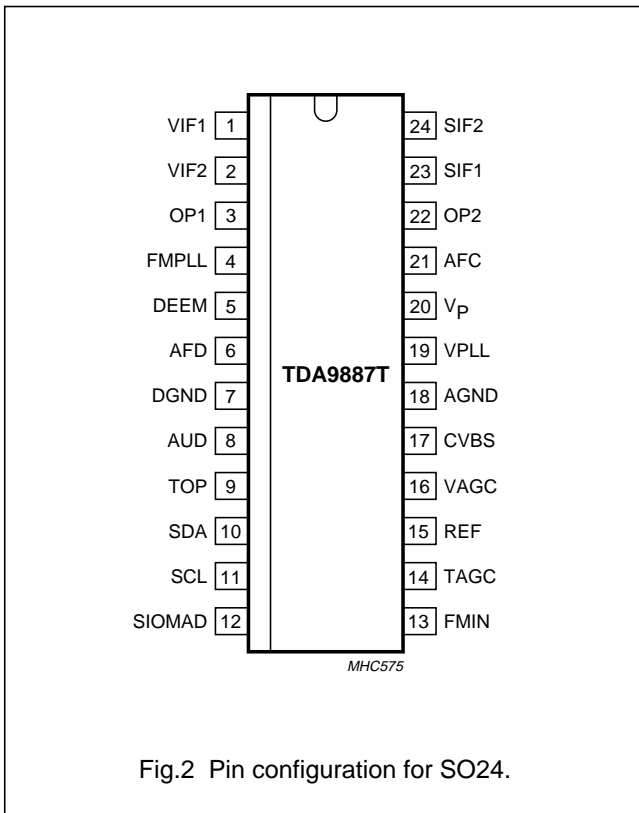 VIF1 1 24 SIF2
VIF2 2 23 SIF1
OP1 3 22 OP2
FMPLL 4 21 AFC
DEEM 5 20 VP
AFD 6 19 VPLL
TDA9887T
DGND 7 18 AGND
AUD 8 17 CVBS
TOP 9 16 VAGC
SDA 10 15 REF
SCL 11 14 TAGC
SIOMAD 12 13 FMIN
MHC575
Fig.2 Pin configuration for SO24.